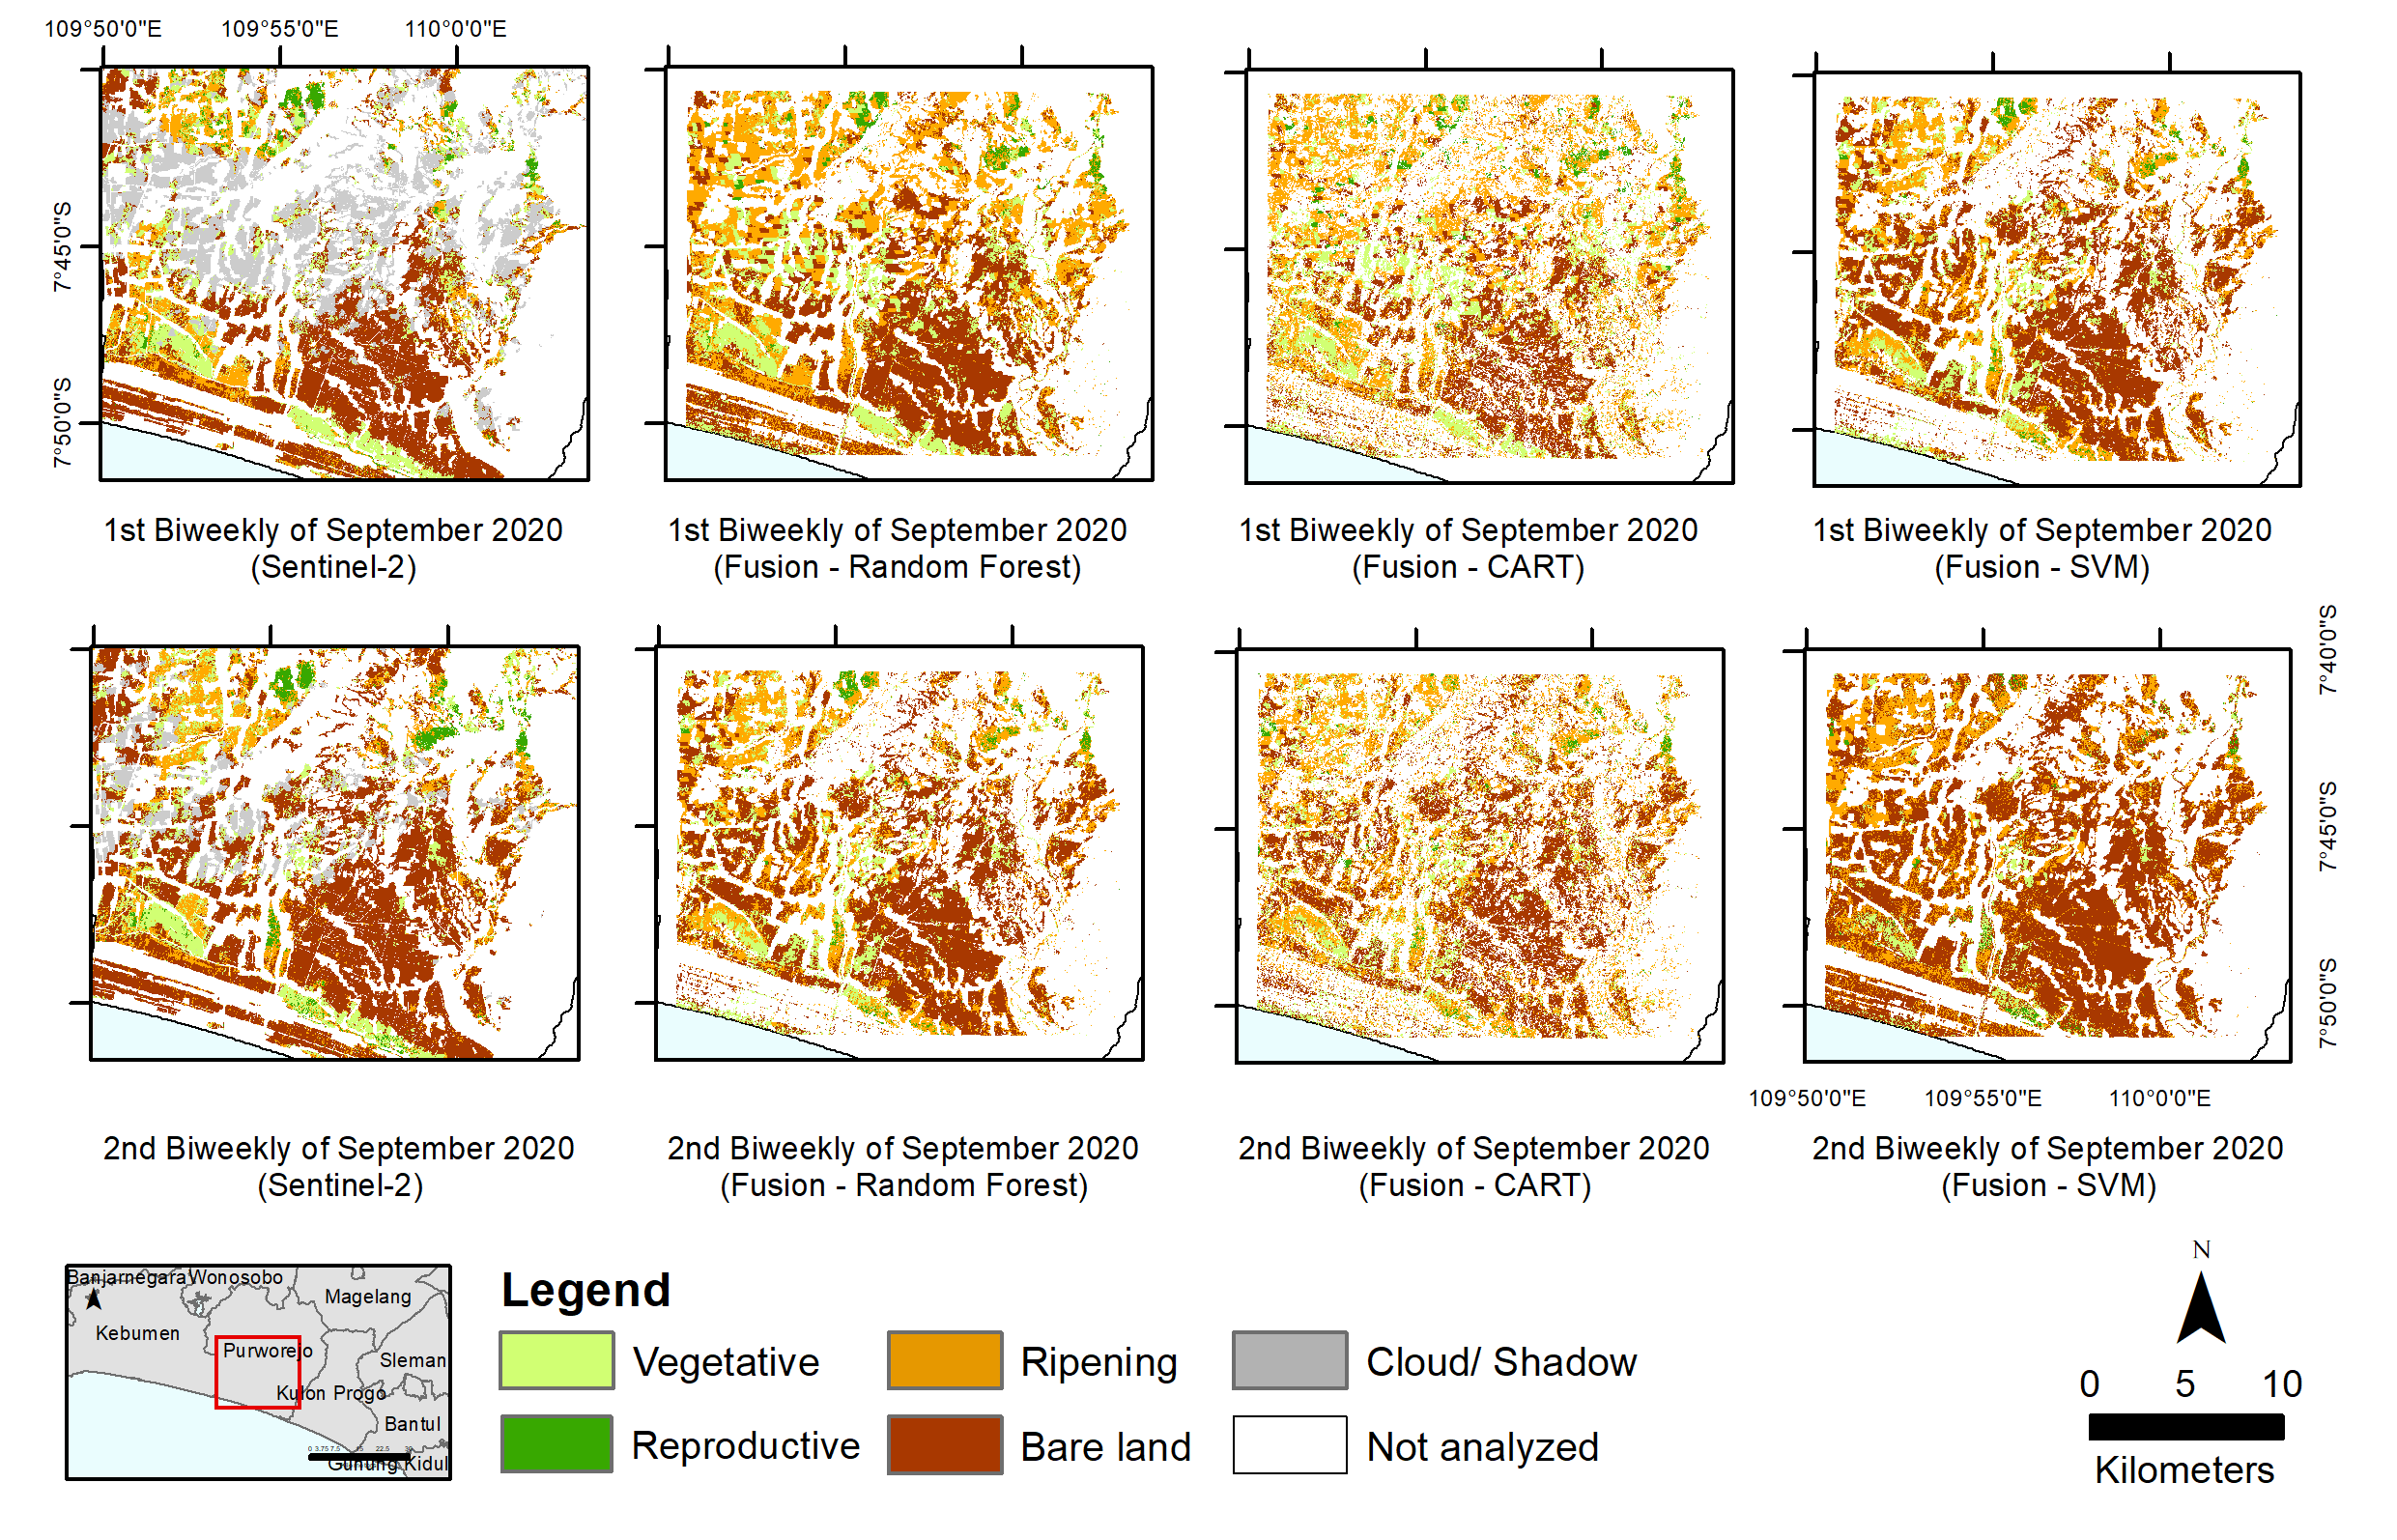 109°50'0"E 109°55'0"E 110°0'0"E
7°45'0"S
7°50'0"S
1st Biweekly of September 2020
(Sentinel-2)
1st Biweekly of September 2020
(Fusion - Random Forest)
1st Biweekly of September 2020
(Fusion - CART)
1st Biweekly of September 2020
(Fusion - SVM)
7°40'0"S
7°45'0"S
7°50'0"S
109°50'0"E 109°55'0"E 110°0'0"E
2nd Biweekly of September 2020
(Sentinel-2)
2nd Biweekly of September 2020
(Fusion - Random Forest)
2nd Biweekly of September 2020
(Fusion - CART)
2nd Biweekly of September 2020
(Fusion - SVM)
Banjarnegara Wonosobo
Magelang
Kebumen
Purworejo
Sleman
Kulon Progo
Bantul
0 3.75 7.5 15 22.5 30
Gunung Kidul
Legend
Vegetative
Ripening
Cloud/ Shadow
Reproductive
Bare land
Not analyzed
N
0 5 10
Kilometers